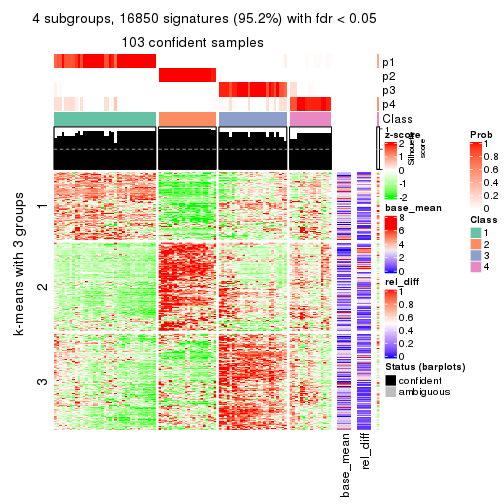 4 subgroups, 16850 signatures (95.2%) with fdr < 0.05
103 confident samples
p1
p2
p3
p4
Class
1
Silhouette
score
k-means with 3 groups
1
2
3
base_mean
rel_diff
z-score
2
1
0
-1
-2
base_mean
8
6
4
2
0
rel_diff
1
0.8
0.6
0.4
0.2
0
Status (barplots)
confident
ambiguous
Prob
1
0.8
0.6
0.4
0.2
0
Class
1
2
3
4